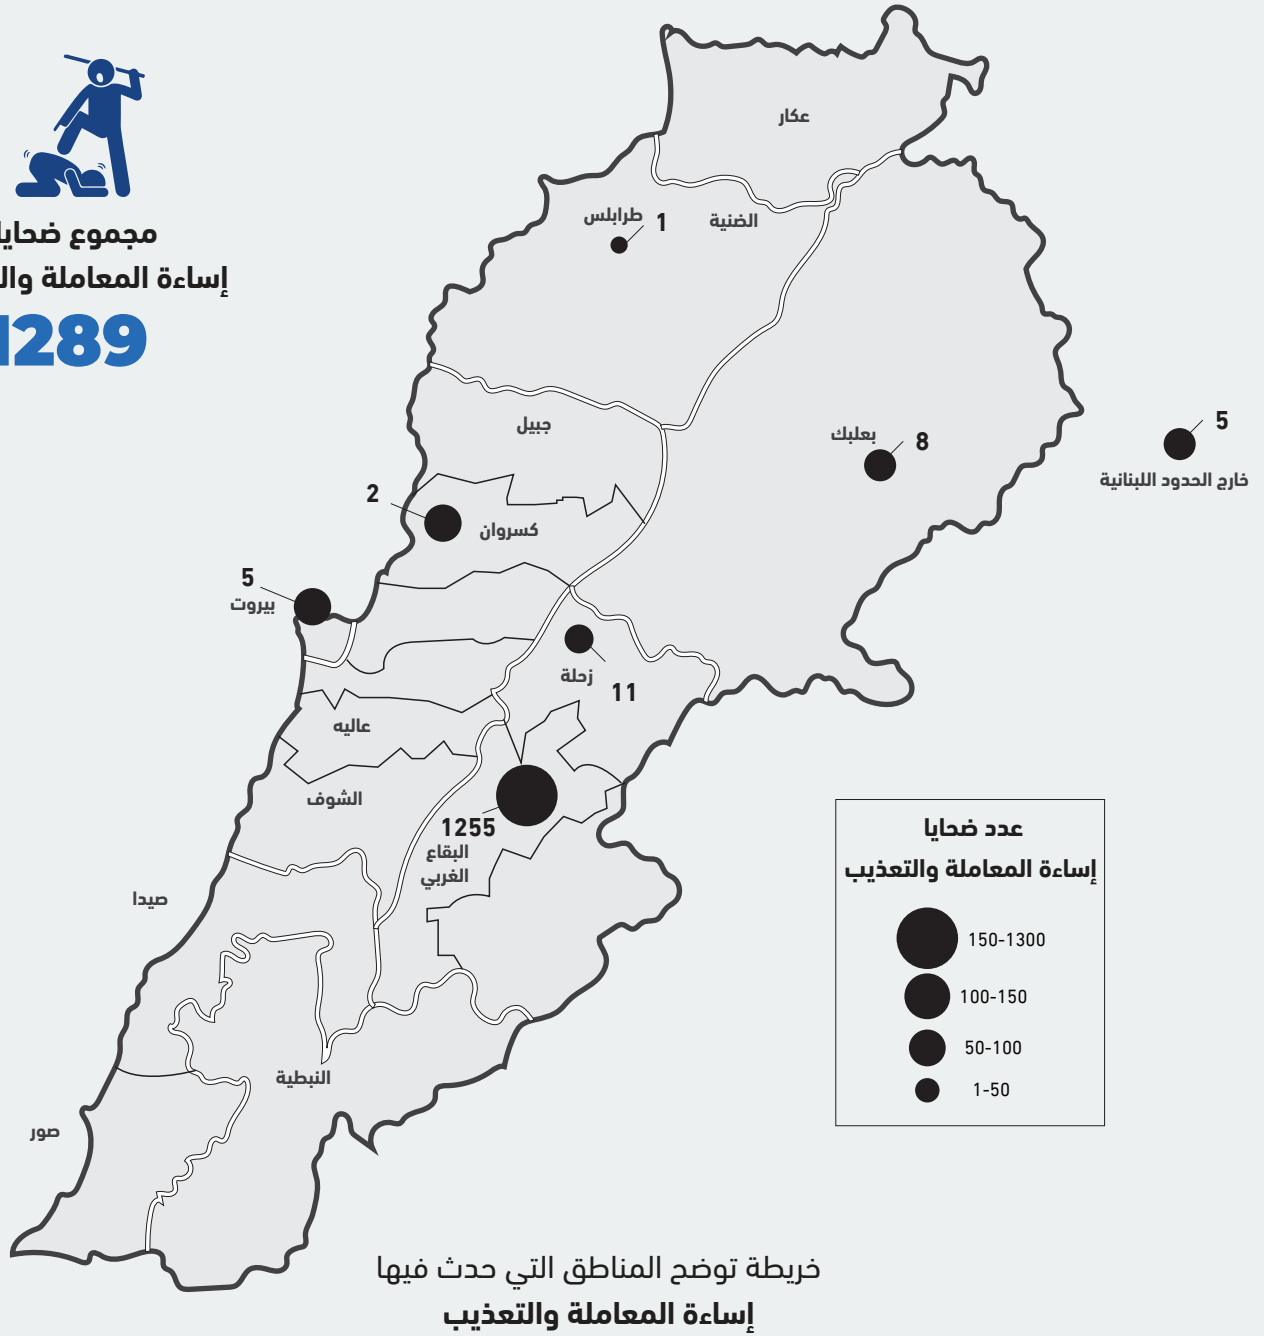 عكار
طرابلس
1
الضنية
مجموع ضحايا
إساءة المعاملة
1289
جبيل
بعلبك
8
5
خارج الحدود اللبنانية
2
كسروان
5
بيروت
زحلة
11
عاليه
الشوف
1255
البقاع
الغربي
صيدا
النبطية
صور
عدد ضحايا
إساءة المعاملة والتعذيب
150-1300
100-150
50-100
1-50
خريطة توضح المناطق التي حدث فيها
إساءة المعاملة والتعذيب